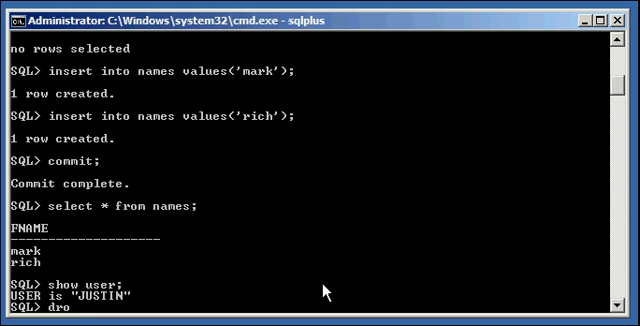 Administrator: C:\Windows\system32\cmd.exe - sqlplus
no rows selected
SQL> insert into names values('mark');
1 row created.
SQL> insert into names values('rich');
1 row created.
SQL> commit;
Commit complete.
SQL> select * from names;
FNAME
--------------------
mark
rich
SQL> show user;
USER is "JUSTIN"
SQL> dro